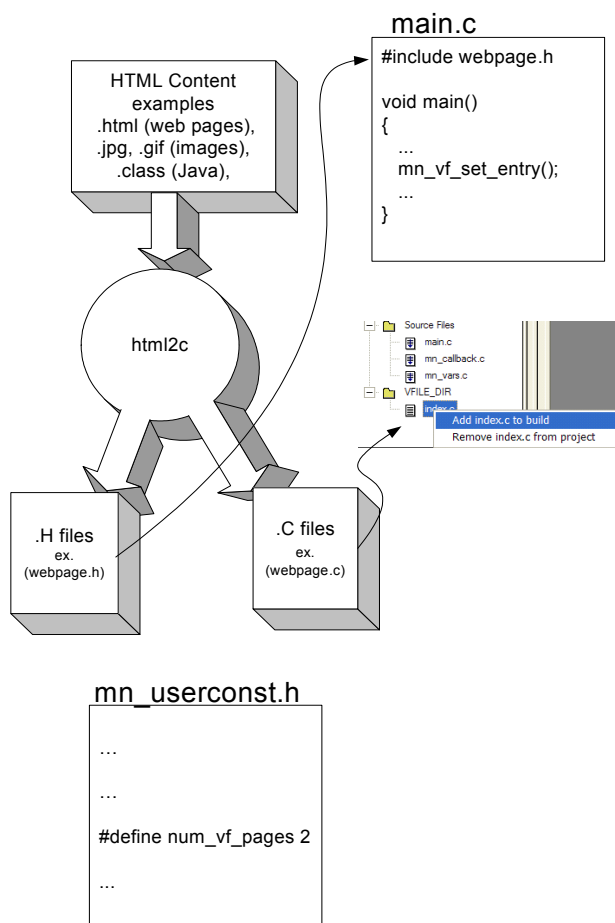 main.c
#include webpage.h
void main()
{
...
mn_vf_set_entry();
...
}
HTML Content
examples
.html (web pages),
.jpg, .gif (images),
.class (Java),
html2c
Source Files
main.c
mn_callback.c
mn_vars.c
VFILE_DIR
index.c
Add index.c to build
Remove index.c from project
.H files
ex.
(webpage.h)
.C files
ex.
(webpage.c)
mn_userconst.h
...
...
#define num_vf_pages 2
...